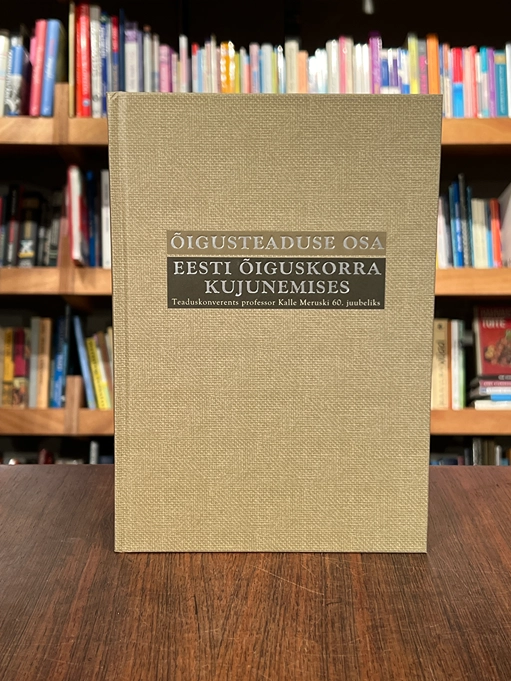 ÕIGUSTEADUSE OSA
EESTI ÕIGUSKORRA
KUJUNEMISES
Teaduskonverents professor Kalle Meruski 60. juubeliks